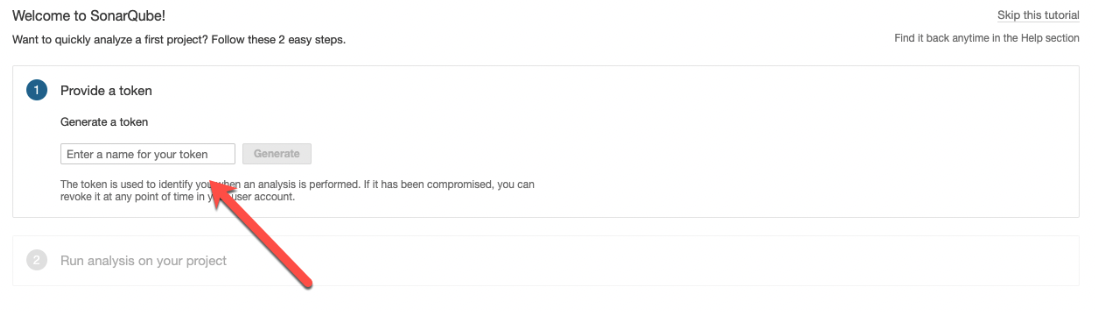 Welcome to SonarQube!
Skip this tutorial
Want to quickly analyze a first project? Follow these 2 easy steps.
Find it back anytime in the Help section
1 Provide a token
Generate a token
Enter a name for your token Generate
The token is used to identify you when an analysis is performed. If it has been compromised, you can
revoke it at any point of time in user account.
2 Run analysis on your project